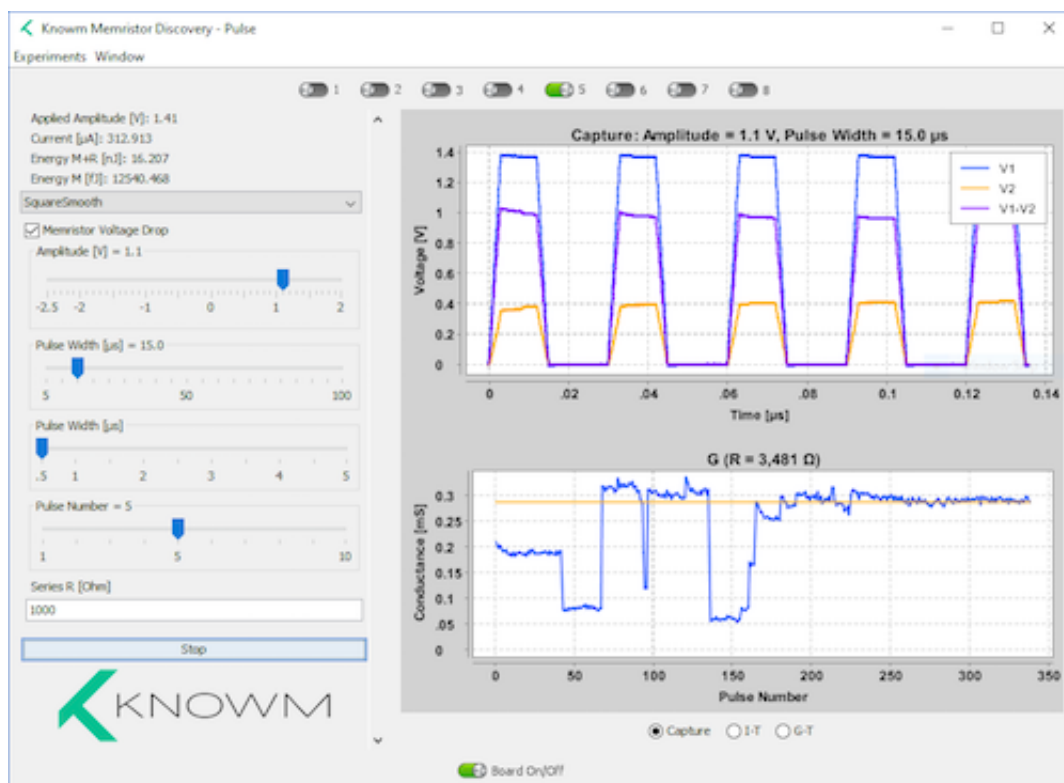 Knowm Memristor Discovery - Pulse
Experiments Window
1 2 3 4 5 6 7 8
Applied Amplitude [V]: 1.41
Current [µA]: 312.913
Energy M+R [nJ]: 16.207
Energy M [fJ]: 12540.468
SquareSmooth
Memristor Voltage Drop
Amplitude [V] = 1.1
-2.5 -2 -1 0 1 2
Pulse Width [µs] = 15.0
5 50 100
Pulse Width [µs]
.5 1 2 3 4 5
Pulse Number = 5
1 5 10
Series R [Ohm]
1000
Stop
KNOWM
Capture: Amplitude = 1.1 V, Pulse Width = 15.0 µs
V1
V2
V1-V2
Voltage [V]
1.4
1.2
1
0.8
0.6
0.4
0.2
0
0 .02 .04 .06 .08 0.1 0.12 0.14
Time [µs]
G (R = 3,481 Ω)
Conductance [mS]
0.3
0.25
0.2
.15
0.1
.05
0
0 50 100 150 200 250 300 350
Pulse Number
Capture I-T G-T
Board On/Off